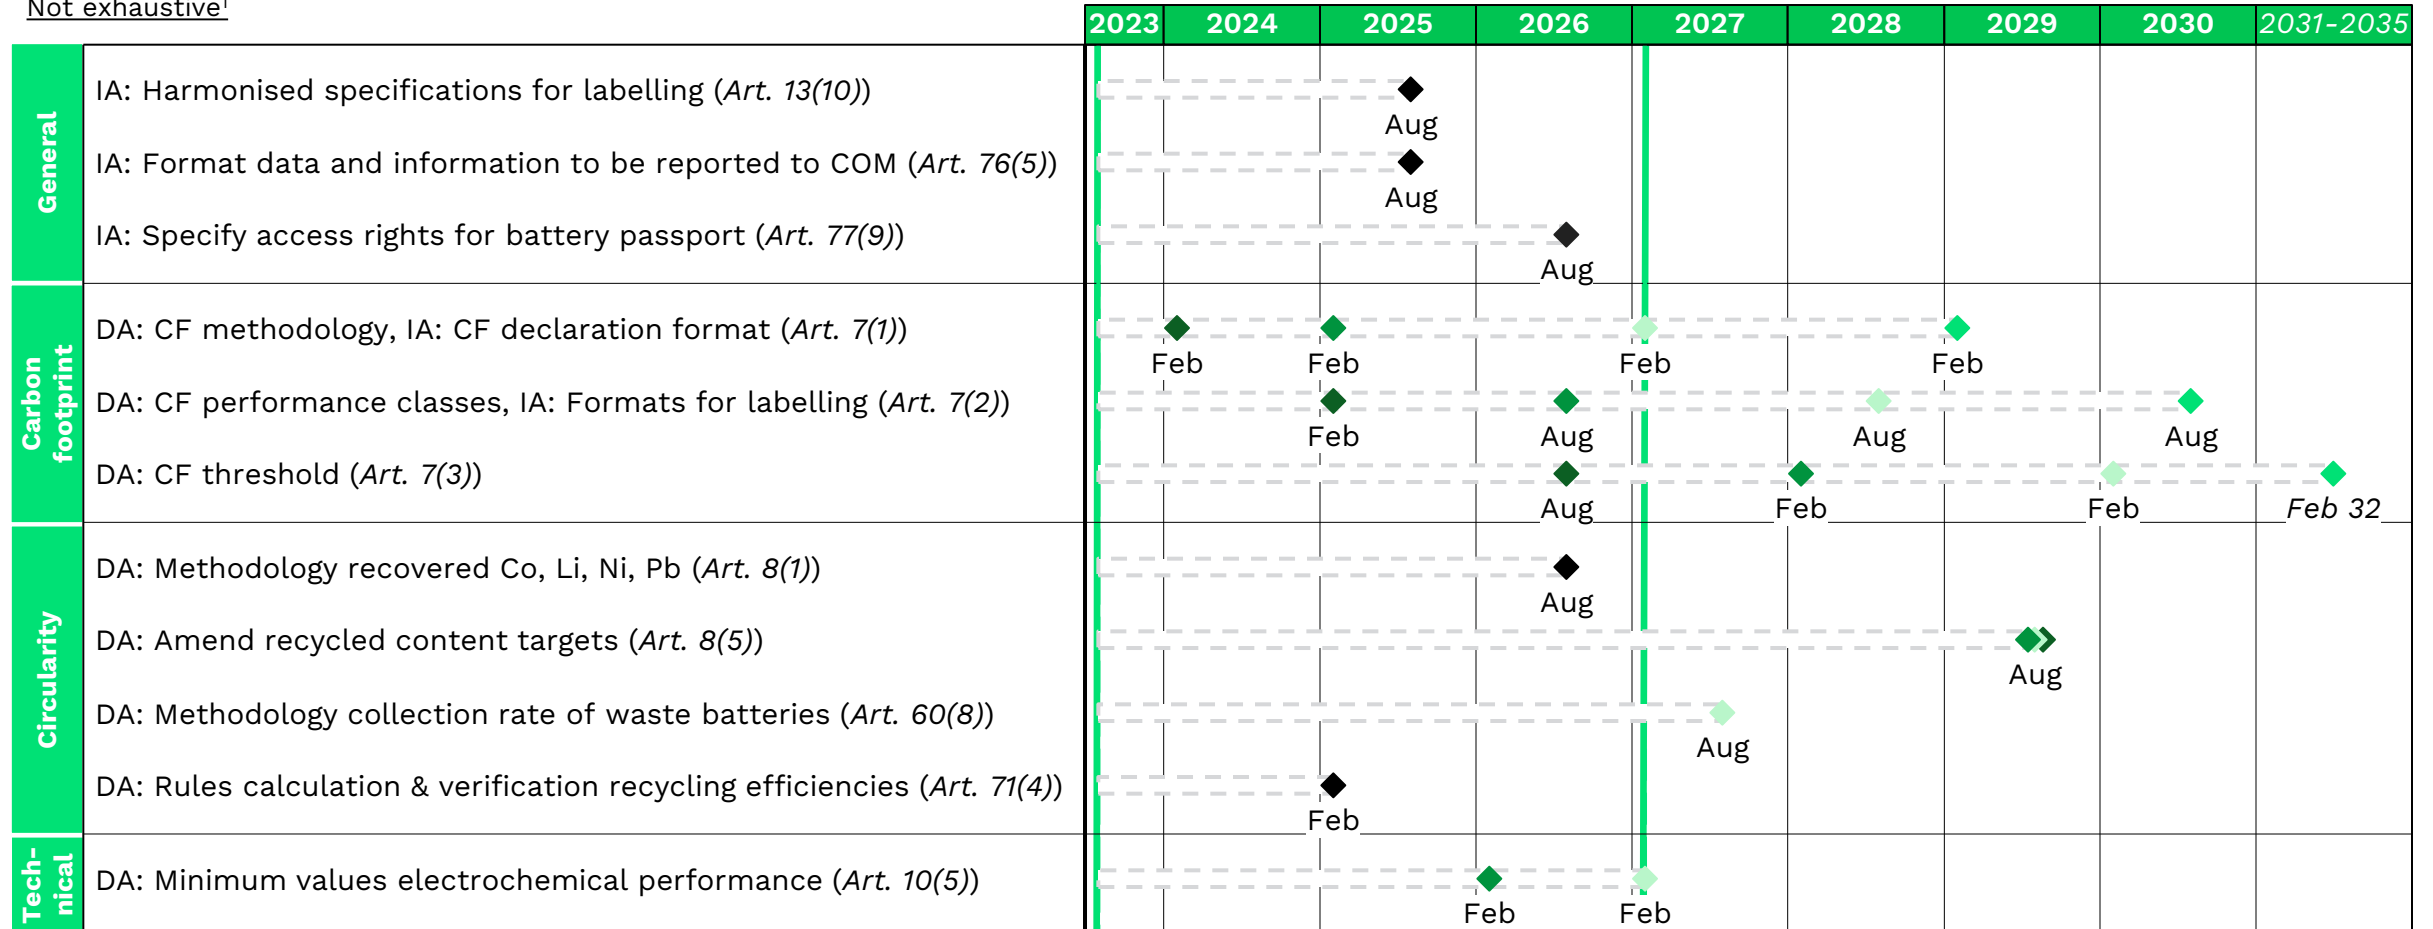 Not exhaustive¹
2023 2024 2025 2026 2027 2028 2029 2030 2031-2035
General
IA: Harmonised specifications for labelling (Art. 13(10))
Aug
IA: Format data and information to be reported to COM (Art. 76(5))
Aug
IA: Specify access rights for battery passport (Art. 77(9))
Aug
Carbon
footprint
DA: CF methodology, IA: CF declaration format (Art. 7(1))
Feb Feb Feb Feb
DA: CF performance classes, IA: Formats for labelling (Art. 7(2))
Feb Aug Aug Aug
DA: CF threshold (Art. 7(3))
Aug Feb Feb Feb 32
Circularity
DA: Methodology recovered Co, Li, Ni, Pb (Art. 8(1))
Aug
DA: Amend recycled content targets (Art. 8(5))
Aug
DA: Methodology collection rate of waste batteries (Art. 60(8))
Aug
DA: Rules calculation & verification recycling efficiencies (Art. 71(4))
Feb
Tech-
nical
DA: Minimum values electrochemical performance (Art. 10(5))
Feb Feb